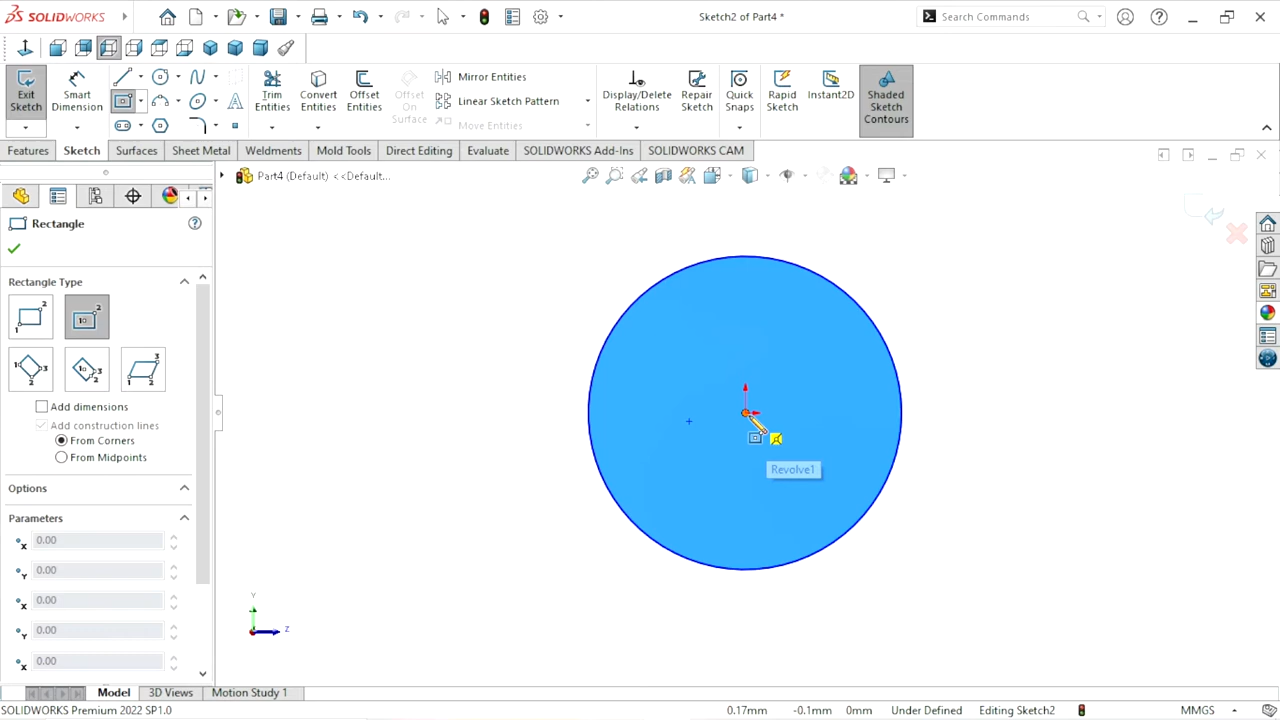 SOLIDWORKS
Sketch2 of Part4 *
Search Commands
Exit Sketch
Smart Dimension
Trim Entities
Convert Entities
Offset Entities
Offset On Surface
Mirror Entities
Linear Sketch Pattern
Move Entities
Display/Delete Relations
Repair Sketch
Quick Snaps
Rapid Sketch
Instant2D
Shaded Sketch Contours
Features
Sketch
Surfaces
Sheet Metal
Weldments
Mold Tools
Direct Editing
Evaluate
SOLIDWORKS Add-Ins
SOLIDWORKS CAM
Part4 (Default) <<Default...
Rectangle
Rectangle Type
Add dimensions
Add construction lines
From Corners
From Midpoints
Options
Parameters
0.00
0.00
0.00
0.00
0.00
Revolve1
Y
Z
Model
3D Views
Motion Study 1
SOLIDWORKS Premium 2022 SP1.0
0.17mm
-0.1mm
0mm
Under Defined
Editing Sketch2
MMGS